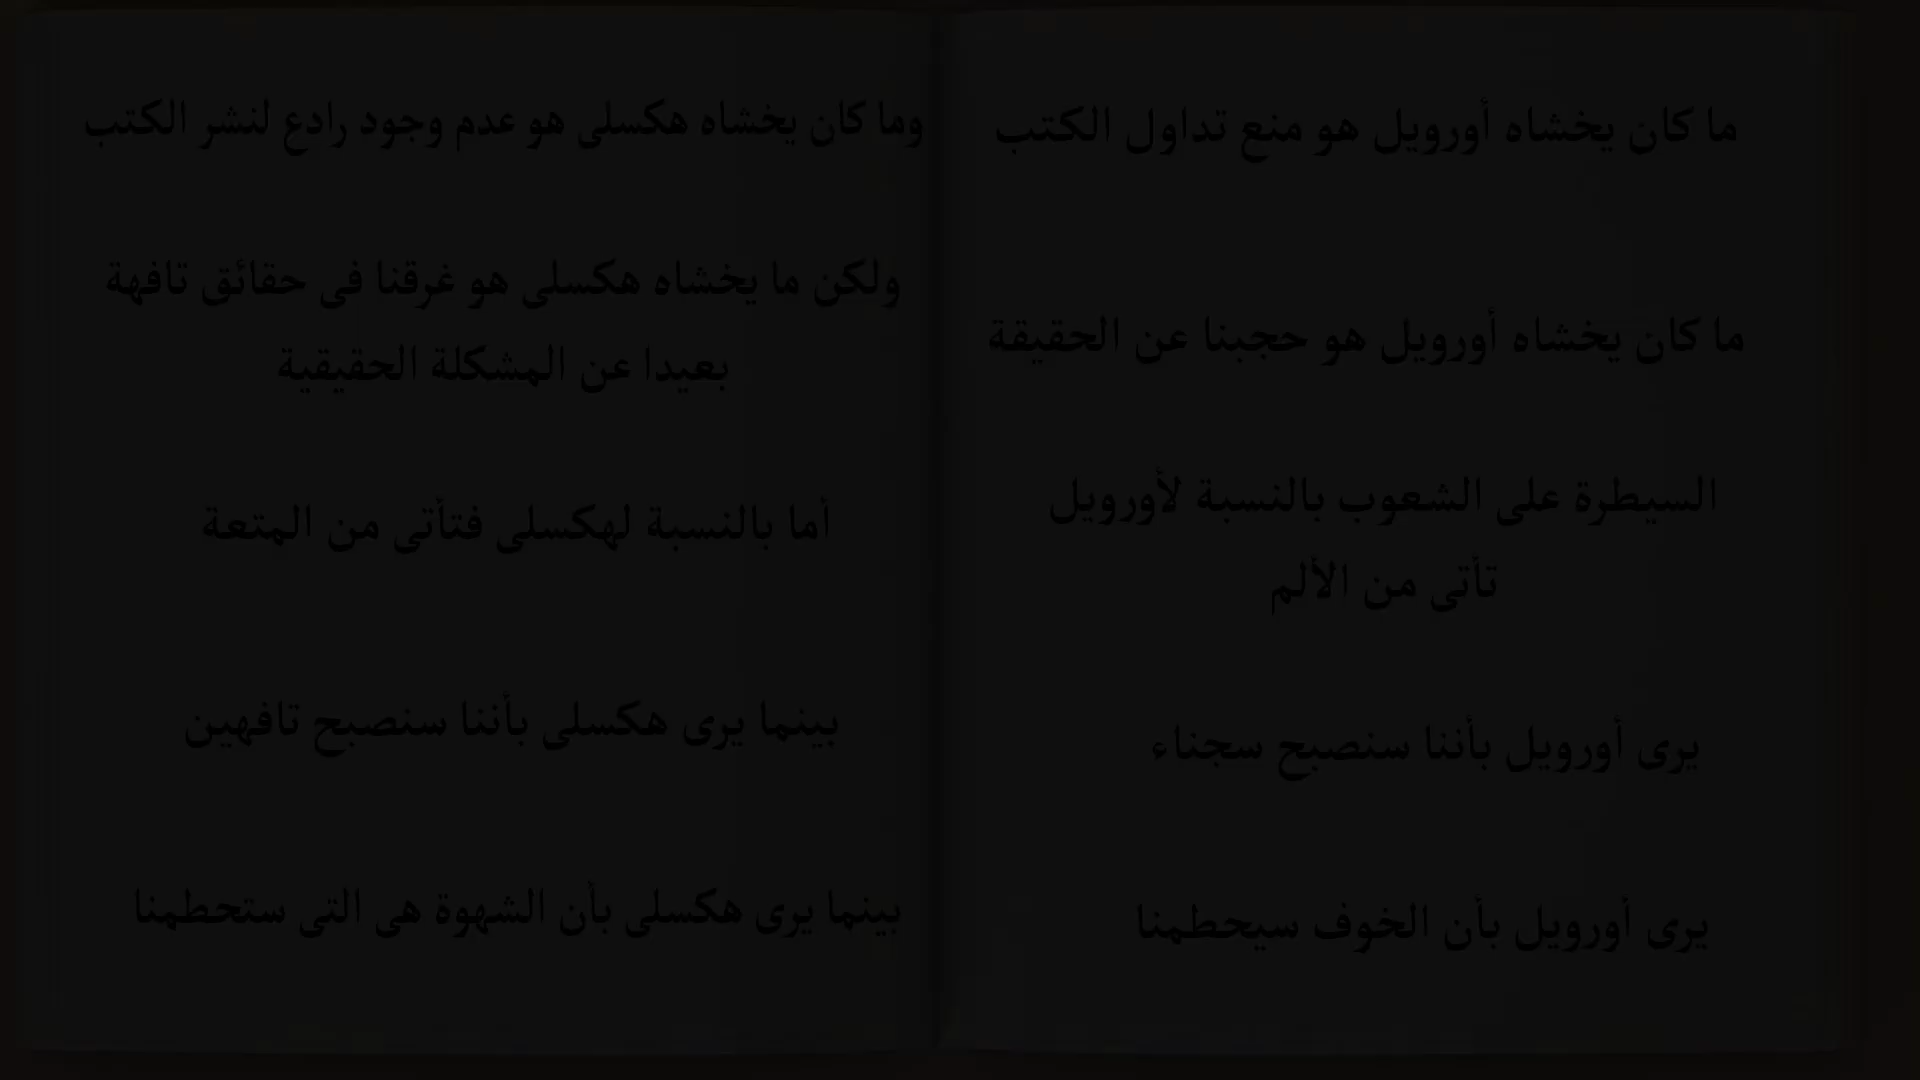 ما كان يخشاه أورويل هو منع تداول الكتب
ما كان يخشاه أورويل هو حجبنا عن الحقيقة
السيطرة على الشعوب بالنسبة لأورويل
تأتى من الألم
يرى أورويل بأننا سنصبح سجناء
يرى أورويل بأن الخوف سيحطمنا
وما كان يخشاه هكسلى هو عدم وجود رادع لنشر الكتب
ولكن ما يخشاه هكسلى هو غرقنا فى حقائق تافهة
بعيدا عن المشكلة الحقيقية
أما بالنسبة لهكسلى فتأتى من المتعة
بينما يرى هكسلى بأننا سنصبح تافهين
بينما يرى هكسلى بأن الشهوة هى التى ستحطمنا